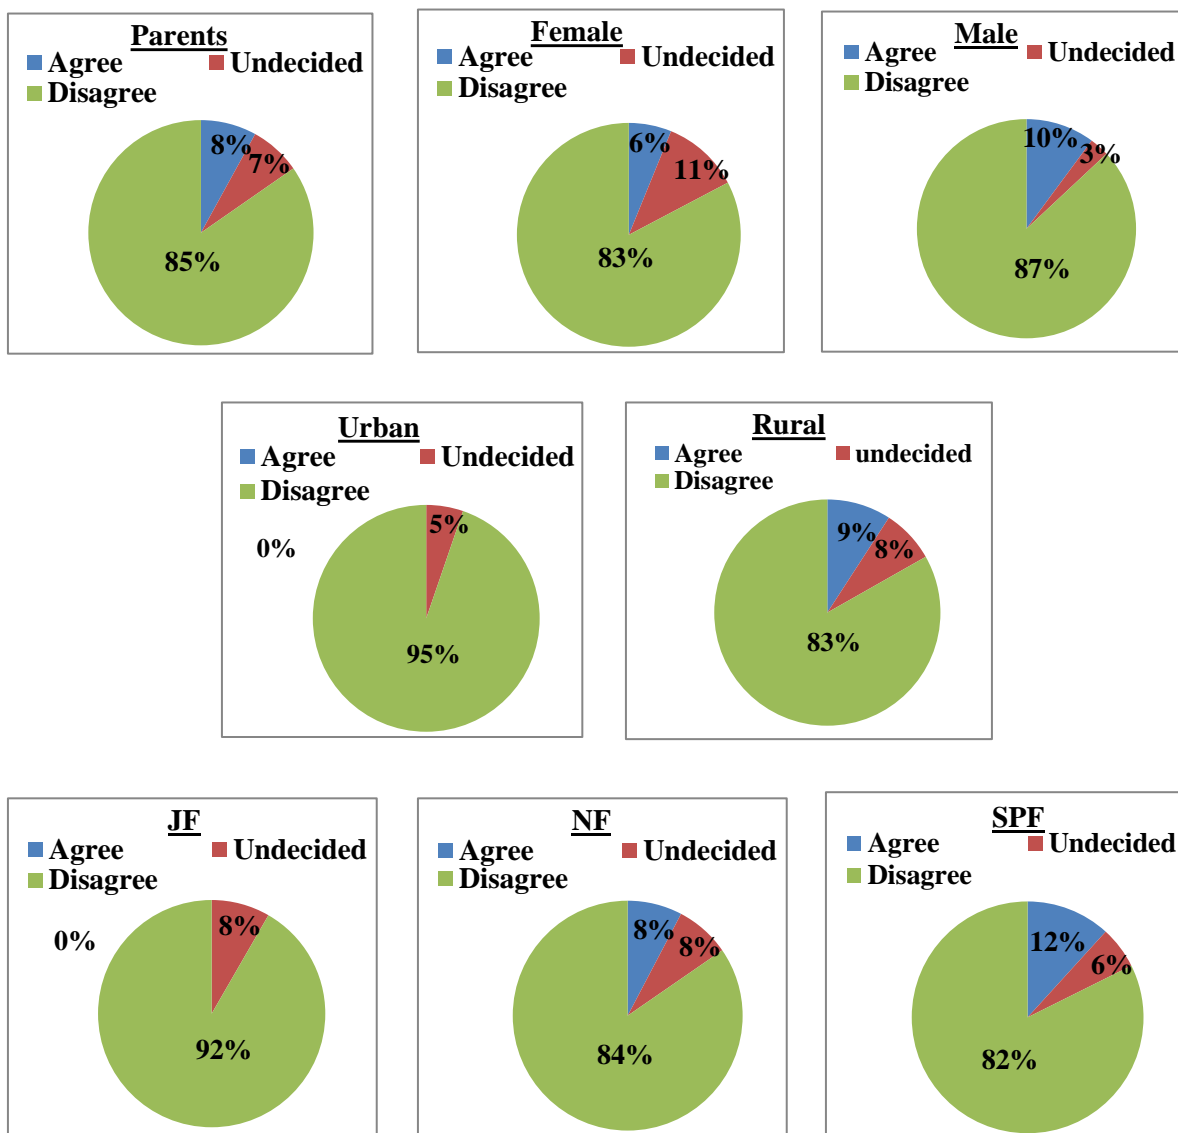 Parents
Agree Undecided
Disagree
8%
7%
85%
Female
Agree Undecided
Disagree
6%
11%
83%
Male
Agree Undecided
Disagree
10%
3%
87%
Urban
Agree Undecided
Disagree
5%
0%
95%
Rural
Agree undecided
Disagree
9%
8%
83%
JF
Agree Undecided
Disagree
8%
0%
92%
NF
Agree Undecided
Disagree
8%
8%
84%
SPF
Agree Undecided
Disagree
12%
6%
82%